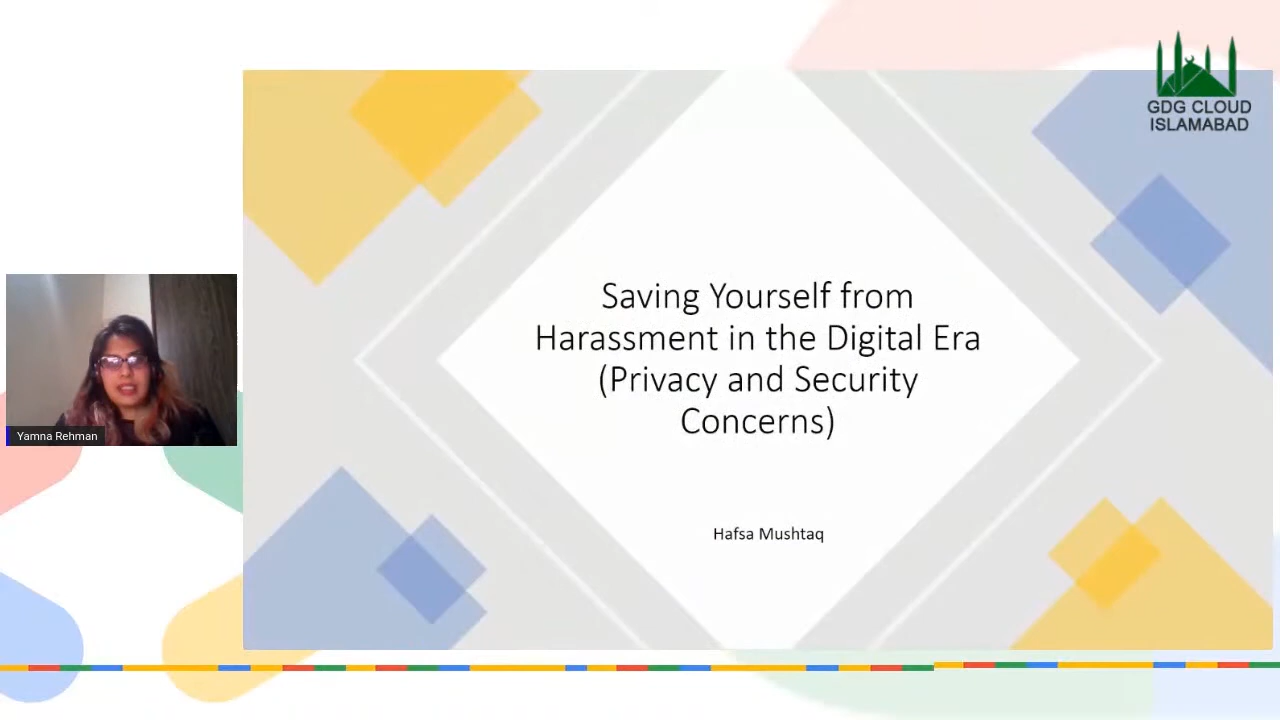 GDG CLOUD
ISLAMABAD
Saving Yourself from
Harassment in the Digital Era
(Privacy and Security
Concerns)
Hafsa Mushtaq
Yamna Rehman